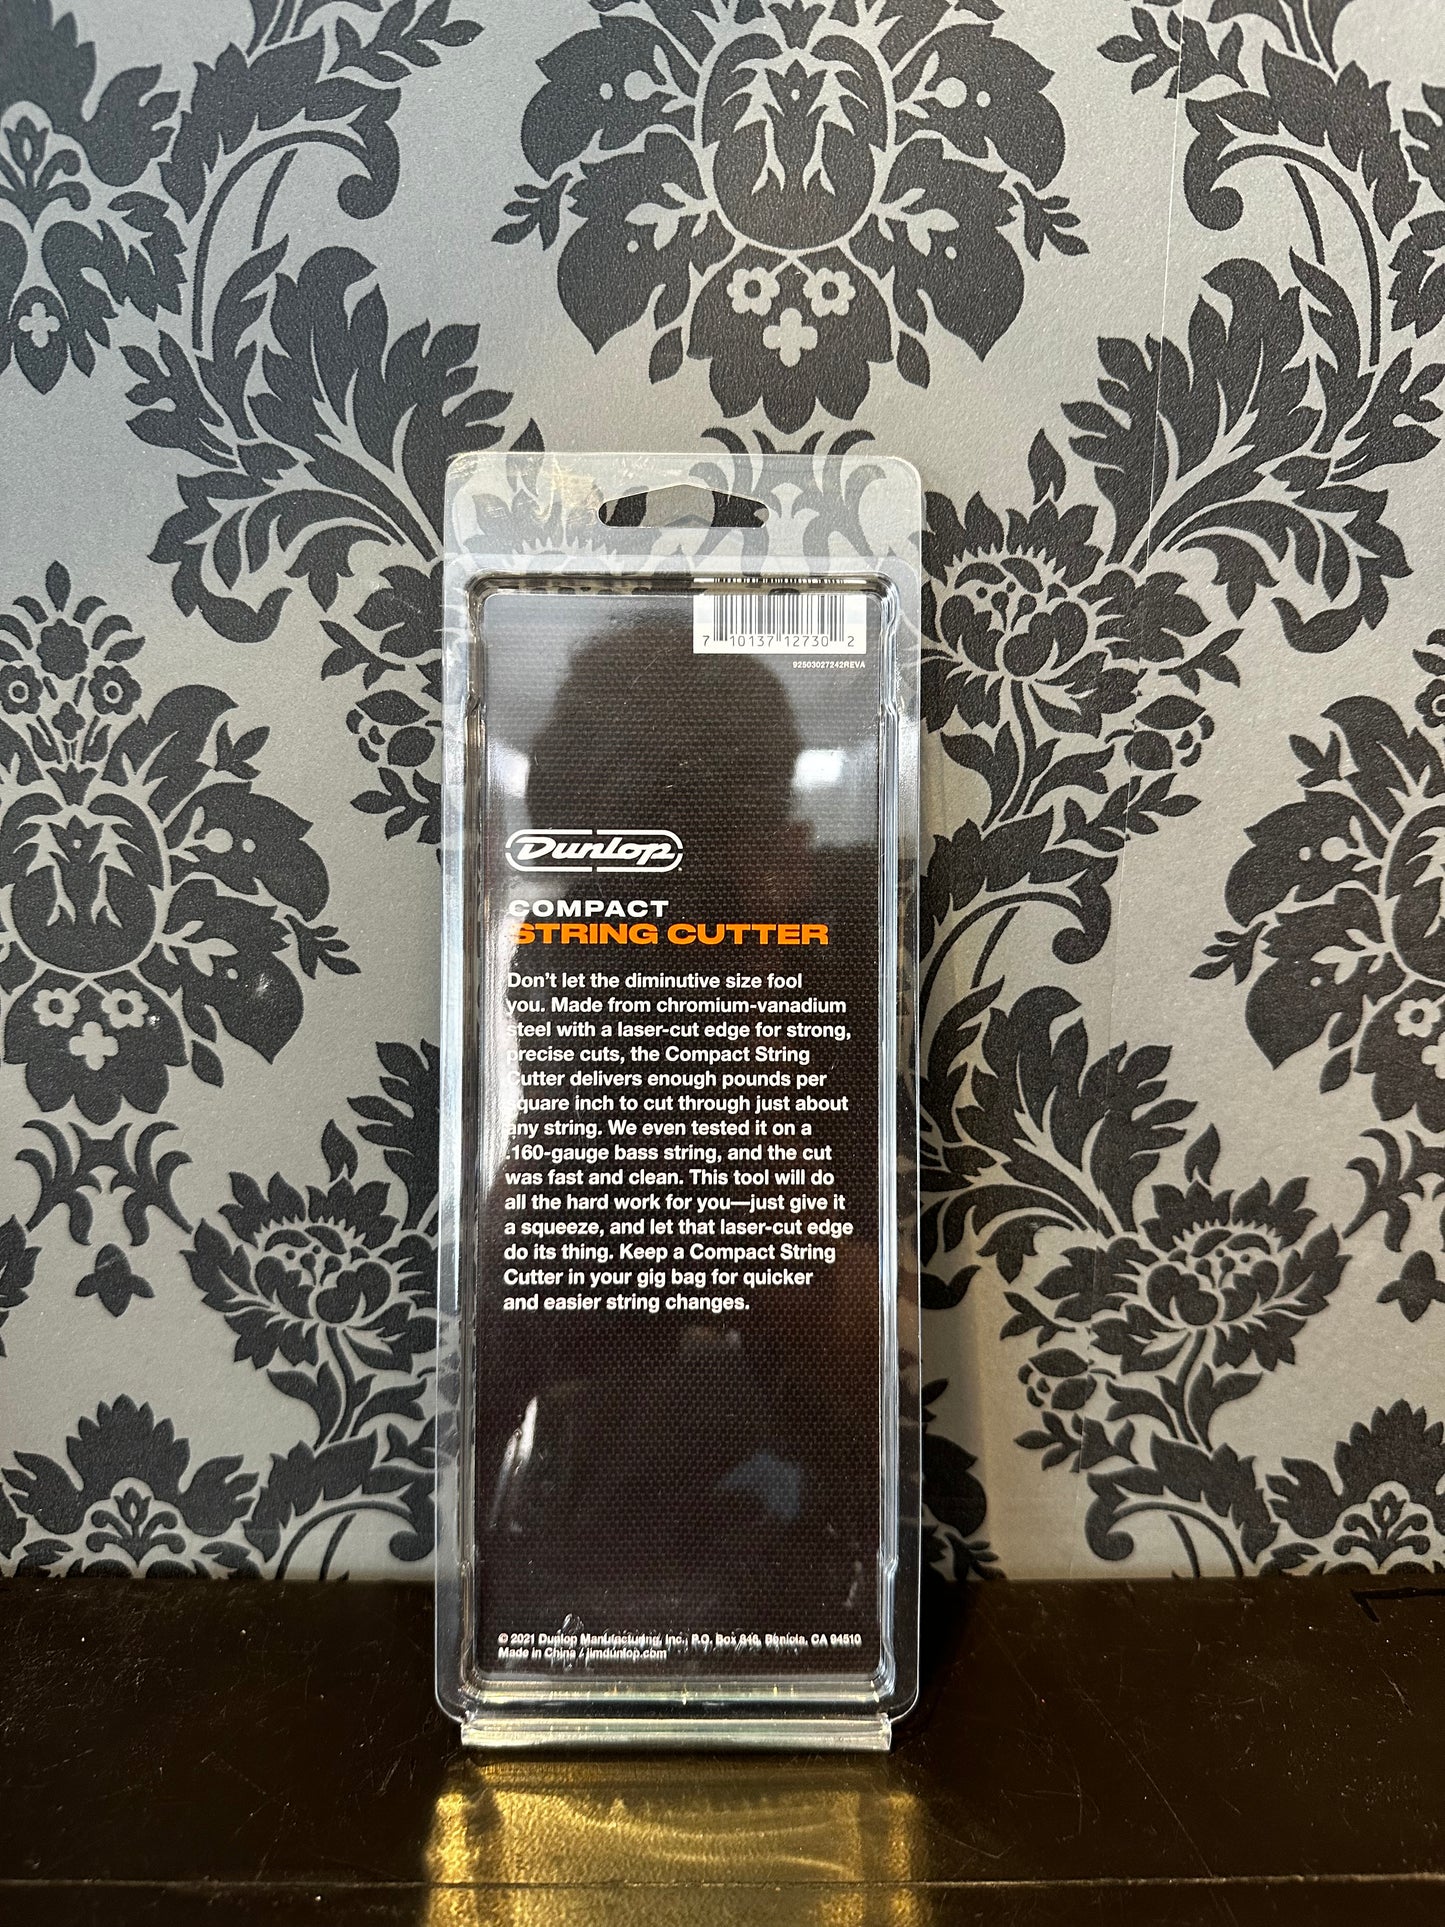 7 10137 12730 2
92503027242REVA
Dunlop
COMPACT
STRING CUTTER
Don't let the diminutive size fool
you. Made from chromium-vanadium
steel with a laser-cut edge for strong,
precise cuts, the Compact String
Cutter delivers enough pounds per
square inch to cut through just about
any string. We even tested it on a
.160-gauge bass string, and the cut
was fast and clean. This tool will do
all the hard work for you—just give it
a squeeze, and let that laser-cut edge
do its thing. Keep a Compact String
Cutter in your gig bag for quicker
and easier string changes.
© 2021 Dunlop Manufacturing, Inc., P.O. Box 846, Benicia, CA 94510
Made in China / jimdunlop.com